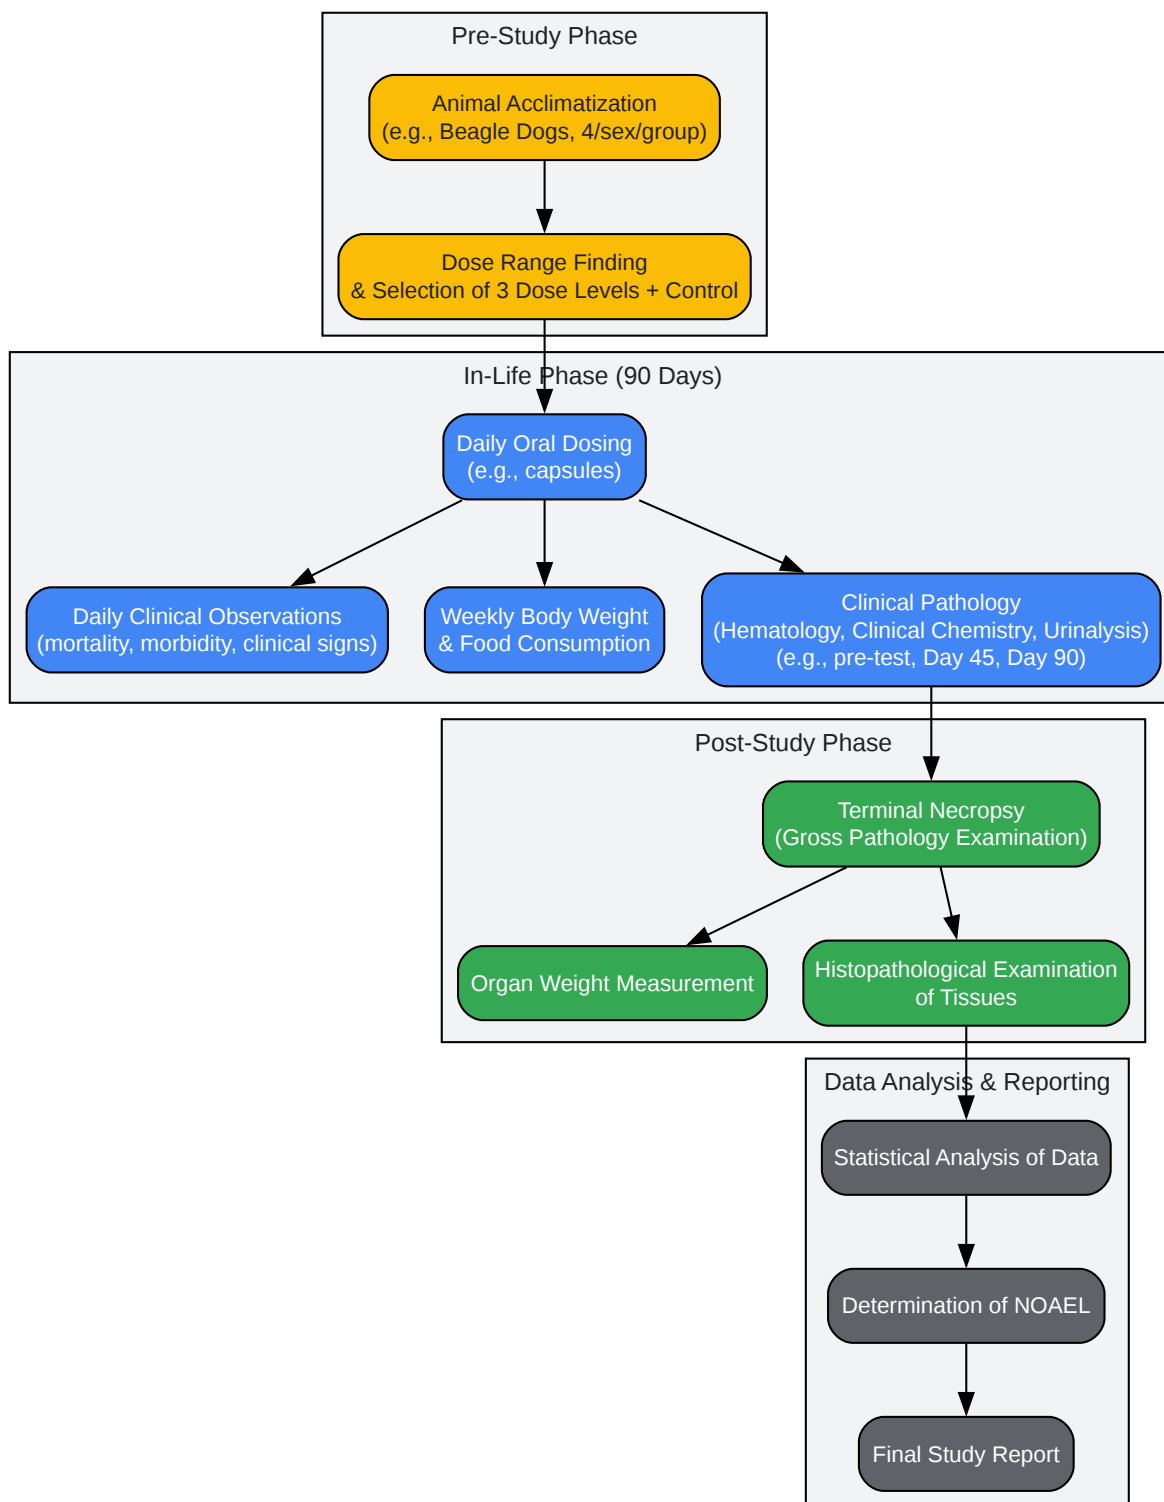 Pre-Study Phase
Animal Acclimatization
(e.g., Beagle Dogs, 4/sex/group)
Dose Range Finding
& Selection of 3 Dose Levels + Control
In-Life Phase (90 Days)
Daily Oral Dosing
(e.g., capsules)
Daily Clinical Observations
(mortality, morbidity, clinical signs)
Weekly Body Weight
& Food Consumption
Clinical Pathology
(Hematology, Clinical Chemistry, Urinalysis)
(e.g., pre-test, Day 45, Day 90)
Post-Study Phase
Terminal Necropsy
(Gross Pathology Examination)
Organ Weight Measurement
Histopathological Examination
of Tissues
Data Analysis & Reporting
Statistical Analysis of Data
Determination of NOAEL
Final Study Report